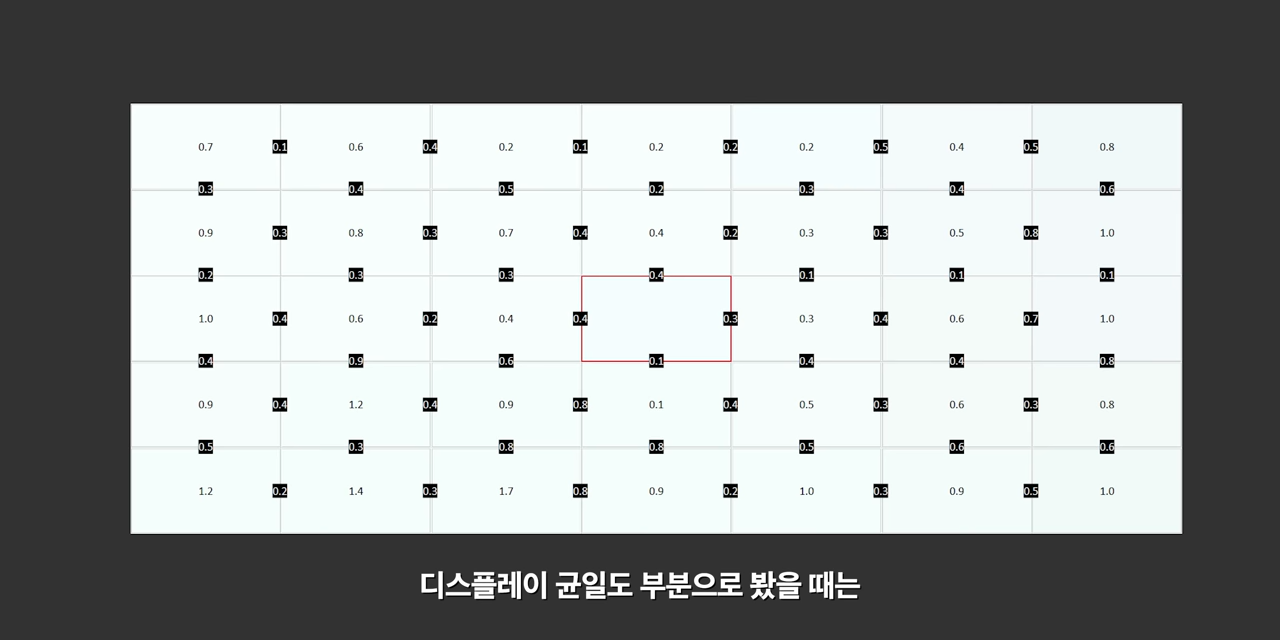 0.7 0.1 0.6 0.4 0.2 0.1 0.2 0.2 0.2 0.5 0.4 0.5 0.8
0.3 0.4 0.5 0.2 0.3 0.4 0.6
0.9 0.3 0.8 0.3 0.7 0.4 0.4 0.2 0.3 0.3 0.5 0.8 1.0
0.2 0.3 0.3 0.4 0.1 0.1 0.1
1.0 0.4 0.6 0.2 0.4 0.4 0.3 0.3 0.4 0.6 0.7 1.0
0.4 0.9 0.6 0.1 0.4 0.4 0.8
0.9 0.4 1.2 0.4 0.9 0.8 0.1 0.4 0.5 0.3 0.6 0.3 0.8
0.5 0.3 0.8 0.8 0.5 0.6 0.6
1.2 0.2 1.4 0.3 1.7 0.8 0.9 0.2 1.0 0.3 0.9 0.5 1.0
디스플레이 균일도 부분으로 봤을 때는